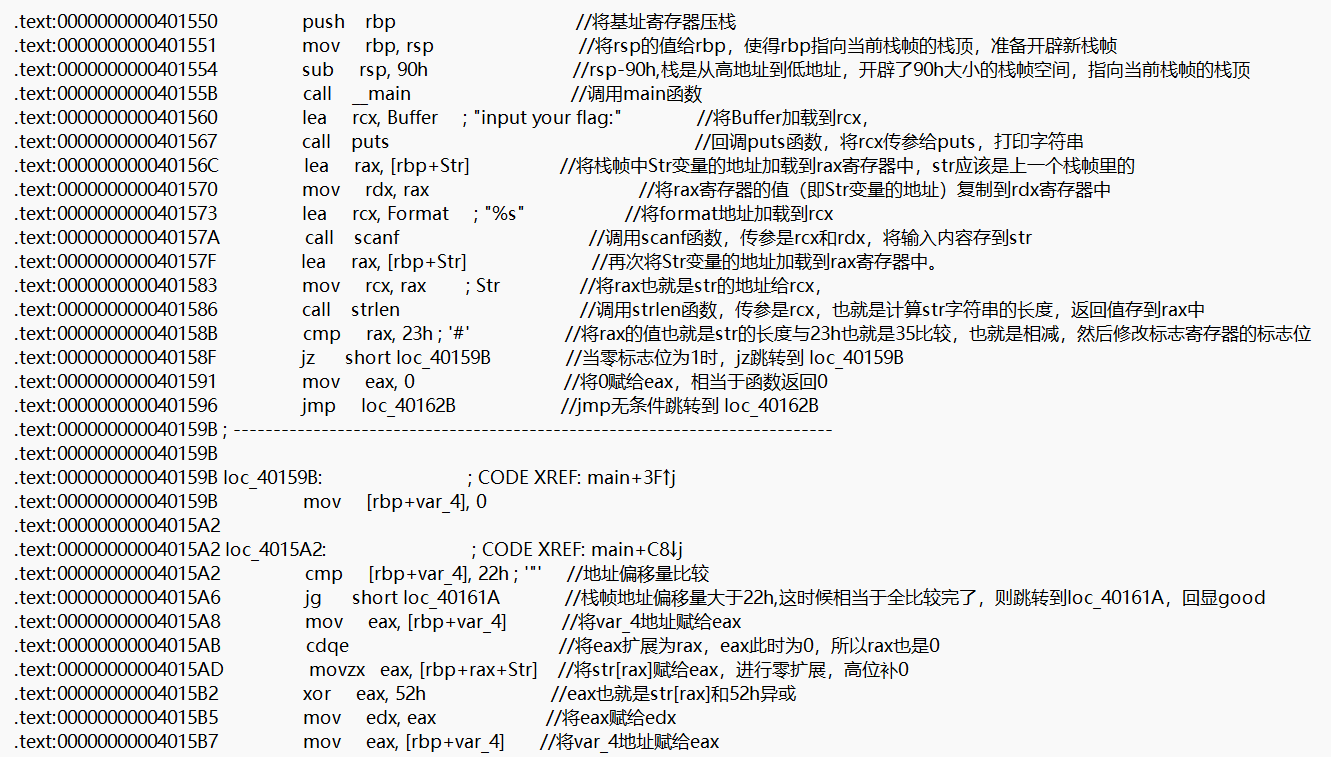 .text:0000000000401550 push rbp //将基址寄存器压栈
.text:0000000000401551 mov rbp, rsp //将rsp的值给rbp，使得rbp指向当前栈帧的栈顶，准备开辟新栈帧
.text:0000000000401554 sub rsp, 90h //rsp-90h,栈是从高地址到低地址，开辟了90h大小的栈帧空间，指向当前栈帧的栈顶
.text:000000000040155B call __main //调用main函数
.text:0000000000401560 lea rcx, Buffer ; "input your flag:" //将Buffer加载到rcx，
.text:0000000000401567 call puts //回调puts函数，将rcx传参给puts，打印字符串
.text:000000000040156C lea rax, [rbp+Str] //将栈帧中Str变量的地址加载到rax寄存器中，str应该是上一个栈帧里的
.text:0000000000401570 mov rdx, rax //将rax寄存器的值（即Str变量的地址）复制到rdx寄存器中
.text:0000000000401573 lea rcx, Format ; "%s" //将format地址加载到rcx
.text:000000000040157A call scanf //调用scanf函数，传参是rcx和rdx，将输入内容存到str
.text:000000000040157F lea rax, [rbp+Str] //再次将Str变量的地址加载到rax寄存器中。
.text:0000000000401583 mov rcx, rax ; Str //将rax也就是str的地址给rcx，
.text:0000000000401586 call strlen //调用strlen函数，传参是rcx，也就是计算str字符串的长度，返回值存到rax中
.text:000000000040158B cmp rax, 23h ; '#' //将rax的值也就是str的长度与23h也就是35比较，也就是相减，然后修改标志寄存器的标志位
.text:000000000040158F jz short loc_40159B //当零标志位为1时，jz跳转到 loc_40159B
.text:0000000000401591 mov eax, 0 //将0赋给eax，相当于函数返回0
.text:0000000000401596 jmp loc_40162B //jmp无条件跳转到 loc_40162B
.text:000000000040159B ; ---------------------------------------------------------------------------
.text:000000000040159B
.text:000000000040159B loc_40159B: ; CODE XREF: main+3F↑j
.text:000000000040159B mov [rbp+var_4], 0
.text:00000000004015A2
.text:00000000004015A2 loc_4015A2: ; CODE XREF: main+C8↓j
.text:00000000004015A2 cmp [rbp+var_4], 22h ; '"' //地址偏移量比较
.text:00000000004015A6 jg short loc_40161A //栈帧地址偏移量大于22h,这时候相当于全比较完了，则跳转到loc_40161A，回显good
.text:00000000004015A8 mov eax, [rbp+var_4] //将var_4地址赋给eax
.text:00000000004015AB cdqe //将eax扩展为rax，eax此时为0，所以rax也是0
.text:00000000004015AD movzx eax, [rbp+rax+Str] //将str[rax]赋给eax，进行零扩展，高位补0
.text:00000000004015B2 xor eax, 52h //eax也就是str[rax]和52h异或
.text:00000000004015B5 mov edx, eax //将eax赋给edx
.text:00000000004015B7 mov eax, [rbp+var_4] //将var_4地址赋给eax